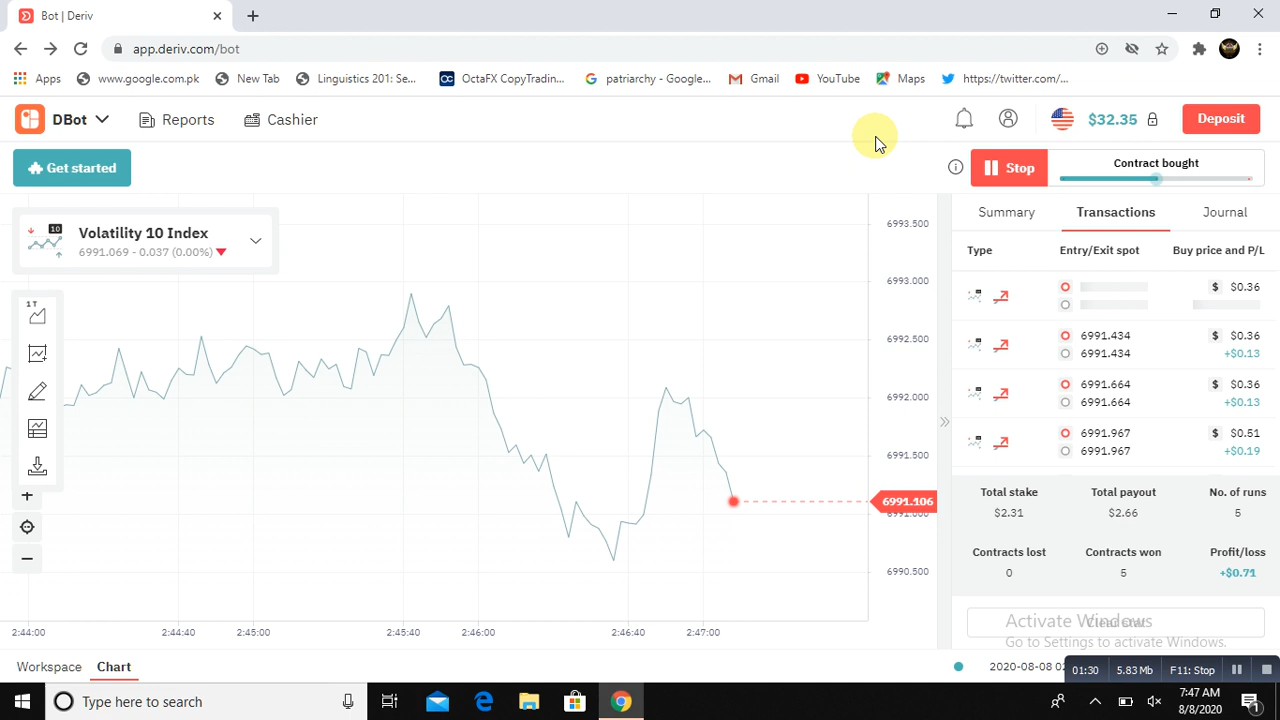 Bot | Deriv
app.deriv.com/bot
Apps
www.google.com.pk
New Tab
Linguistics 201: Se...
OctaFX CopyTradin...
patriarchy - Google...
Gmail
YouTube
Maps
https://twitter.com/...
DBot
Reports
Cashier
$32.35
Deposit
Get started
Stop
Contract bought
10
Volatility 10 Index
6991.069 - 0.037 (0.00%)
1 T
Summary
Transactions
Journal
Type
Entry/Exit spot
Buy price and P/L
$ $0.36
6991.434
$ $0.36
6991.434
+$0.13
6991.664
$ $0.36
6991.664
+$0.13
6991.967
$ $0.51
6991.967
+$0.19
Total stake
Total payout
No. of runs
$2.31
$2.66
5
Contracts lost
Contracts won
Profit/loss
0
5
+$0.71
Clear stat
Activate Windows
Go to Settings to activate Windows.
6993.500
6993.000
6992.500
6992.000
6991.500
6991.106
6991.000
6990.500
2:44:00
2:44:40
2:45:00
2:45:40
2:46:00
2:46:40
2:47:00
Workspace
Chart
2020-08-08
01:30
5.83 Mb
F11: Stop
Type here to search
7:47 AM
8/8/2020
1